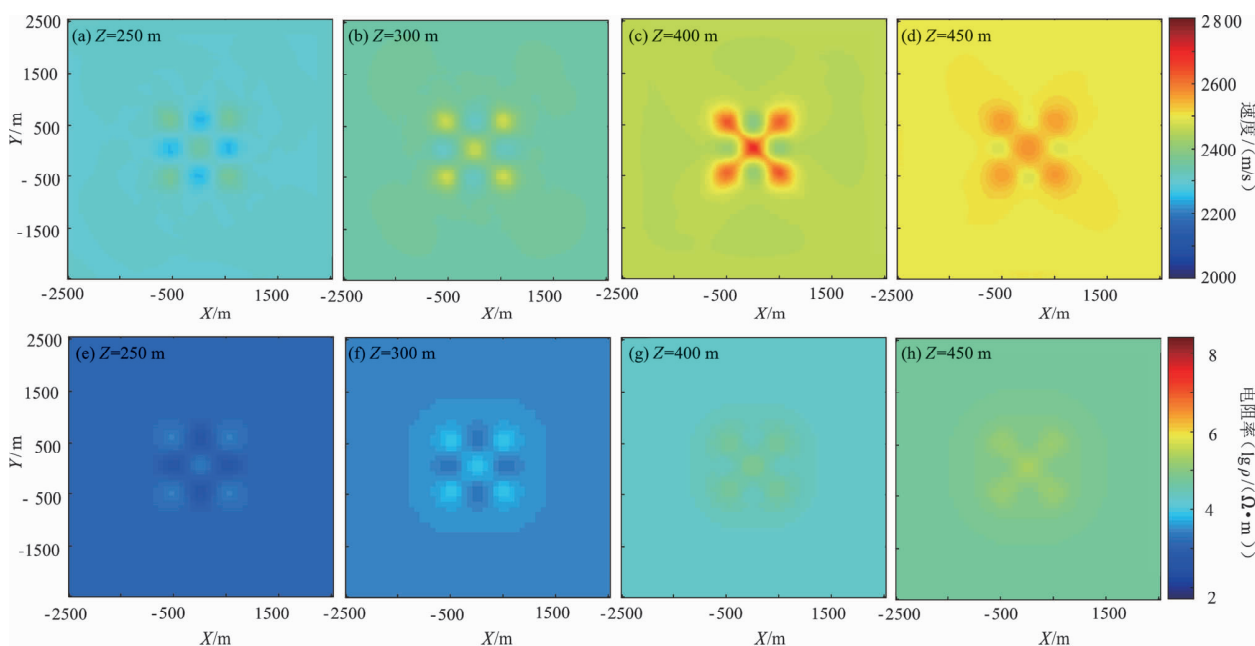 (a) Z=250 m
(b) Z=300 m
(c) Z=400 m
(d) Z=450 m
2500
1500
500
-500
-1500
-2500
-500
1500
-2500
-500
1500
-2500
-500
1500
-2500
-500
1500
Y/m
X/m
X/m
X/m
X/m
2800
2600
2400
2200
2000
速度/(m/s)
(e) Z=250 m
(f) Z=300 m
(g) Z=400 m
(h) Z=450 m
2500
1500
500
-500
-1500
-2500
-500
1500
-2500
-500
1500
-2500
-500
1500
-2500
-500
1500
Y/m
X/m
X/m
X/m
X/m
8
6
4
2
电阻率(lgρ/(Ω•m))